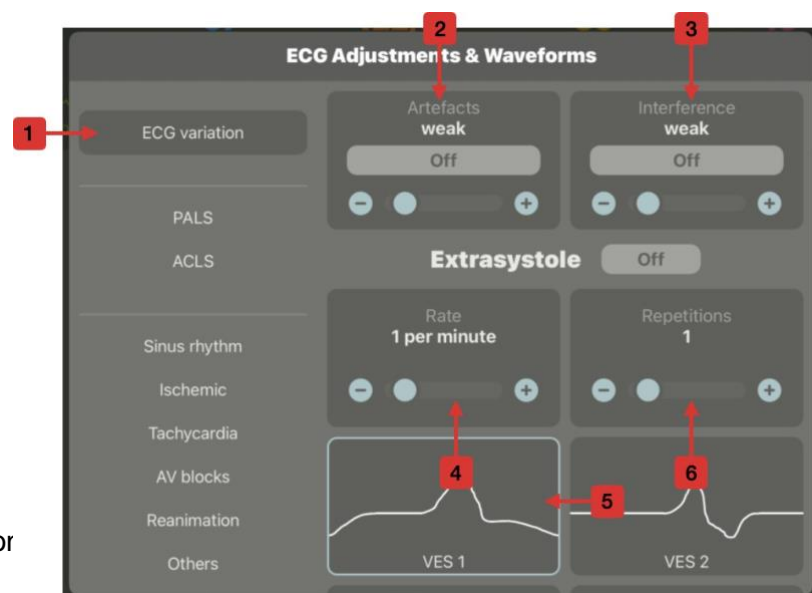 2
3
ECG Adjustments & Waveforms
1
ECG variation
PALS
ACLS
Sinus rhythm
Ischemic
Tachycardia
AV blocks
Reanimation
Others
Artefacts
weak
Off
Interference
weak
Off
Extrasystole Off
Rate
1 per minute
Repetitions
1
4
5
6
VES 1
VES 2